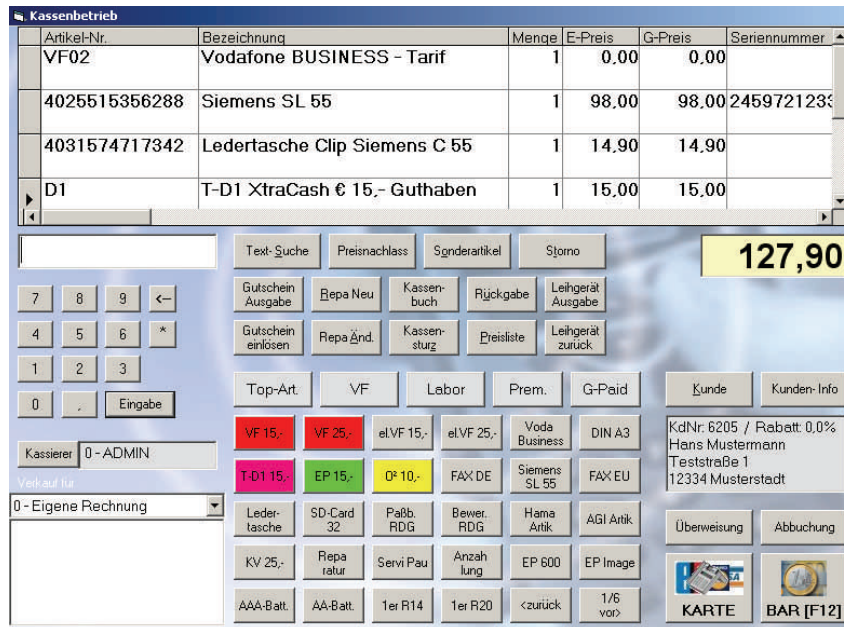 Kassenbetrieb
Artikel-Nr. Bezeichnung Menge E-Preis G-Preis Seriennummer
VF02 Vodafone BUSINESS - Tarif 1 0,00 0,00
4025515356288 Siemens SL 55 1 98,00 98,00 2459721233
4031574717342 Ledertasche Clip Siemens C 55 1 14,90 14,90
D1 T-D1 XtraCash € 15,- Guthaben 1 15,00 15,00
Text-Suche Preisnachlass Sonderartikel Storno 127,90
Gutschein Ausgabe Repa Neu Kassen-buch Rückgabe Leihgerät Ausgabe
7 8 9 <--
Gutschein einlösen Repa Änd. Kassen-sturz Preisliste Leihgerät zurück
4 5 6 *
1 2 3
Top-Art. VF Labor Prem. G-Paid Kunde Kunden-Info
0 , Eingabe
VF 15,- VF 25,- el.VF 15,- el.VF 25,- Voda Business DIN A3
KdNr: 6205 / Rabatt: 0,0%
Hans Mustermann
Teststraße 1
12334 Musterstadt
Kassierer 0 - ADMIN
T-D1 15,- EP 15,- O² 10,- FAX DE Siemens SL 55 FAX EU
Verkauf für
0 - Eigene Rechnung
Leder-tasche SD-Card 32 Paßb. RDG Bewer. RDG Hama Artik AGI Artik Überweisung Abbuchung
KV 25,- Repa ratur Servi Pau Anzah lung EP 600 EP Image
AAA-Batt. AA-Batt. 1er R14 1er R20 <zurück 1/6 vor>
KARTE BAR [F12]